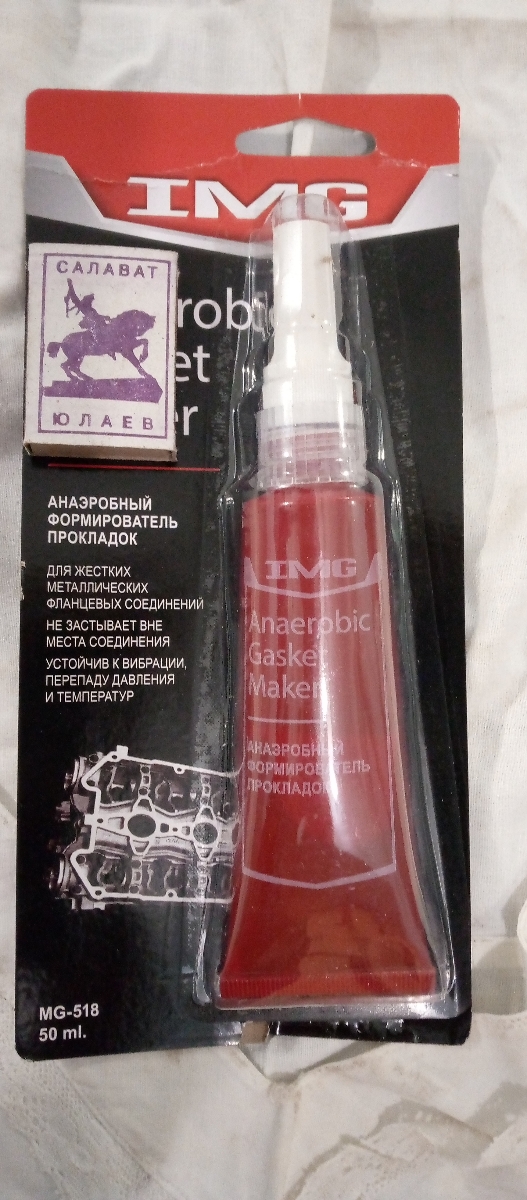 IMG
САЛАВАТ
ЮЛАЕВ
АНАЭРОБНЫЙ
ФОРМИРОВАТЕЛЬ
ПРОКЛАДОК
ДЛЯ ЖЕСТКИХ
МЕТАЛЛИЧЕСКИХ
ФЛАНЦЕВЫХ СОЕДИНЕНИЙ
НЕ ЗАСТЫВАЕТ ВНЕ
МЕСТА СОЕДИНЕНИЯ
УСТОЙЧИВ К ВИБРАЦИИ,
ПЕРЕПАДУ ДАВЛЕНИЯ
И ТЕМПЕРАТУР
MG-518
50 ml.
IMG
Anaerobic
Gasket
Maker
АНАЭРОБНЫЙ
ФОРМИРОВАТЕЛЬ
ПРОКЛАДОК